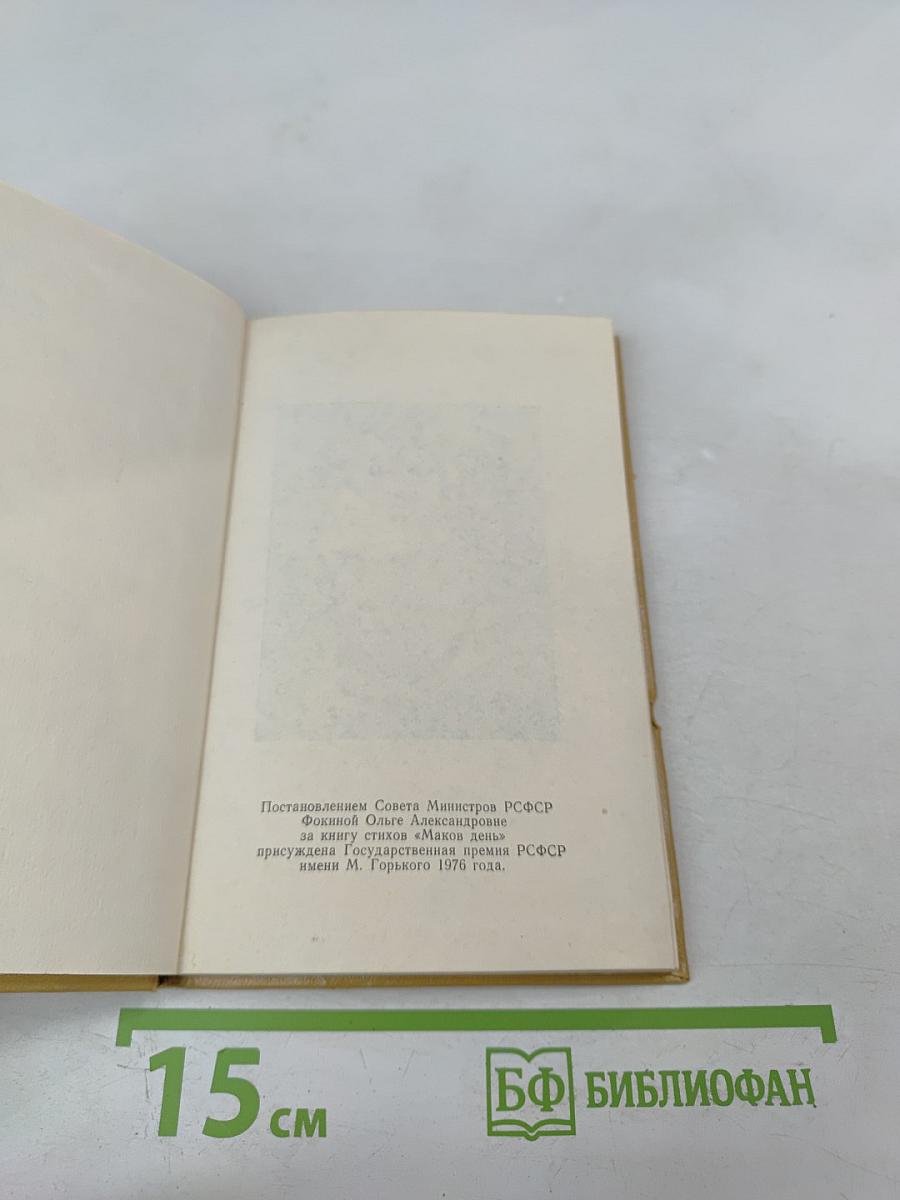 Постановлением Совета Министров РСФСР
Фокиной Ольге Александровне
за книгу стихов «Маков день»
присуждена Государственная премия РСФСР
имени М. Горького 1976 года.
15 см
БФ БИБЛИОФАН